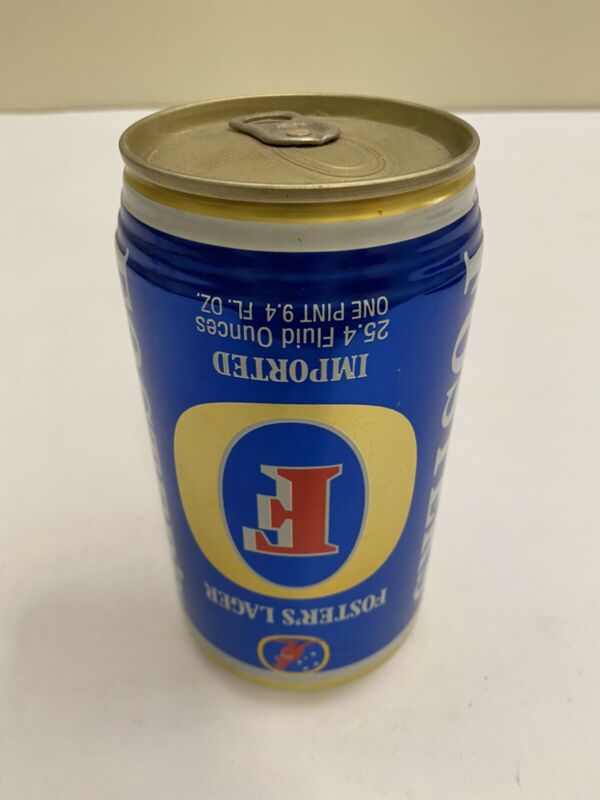 FOSTER'S LAGER
F
IMPORTED
25.4 Fluid Ounces
ONE PINT 9.4 FL. OZ.